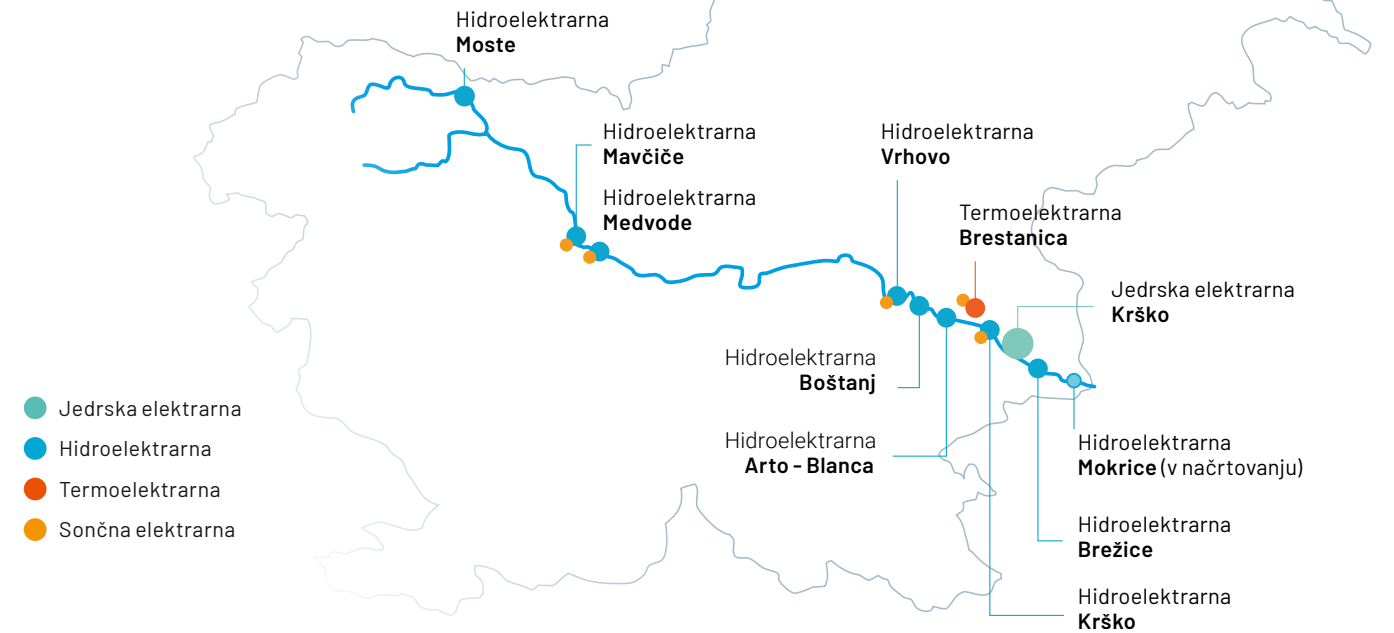 Hidroelektrarna
Moste
Hidroelektrarna
Mavčiče
Hidroelektrarna
Medvode
Hidroelektrarna
Vrhovo
Termoelektrarna
Brestanica
Jedrska elektrarna
Krško
Hidroelektrarna
Boštanj
Hidroelektrarna
Arto - Blanca
Hidroelektrarna
Mokrice (v načrtovanju)
Hidroelektrarna
Brežice
Hidroelektrarna
Krško
Jedrska elektrarna
Hidroelektrarna
Termoelektrarna
Sončna elektrarna